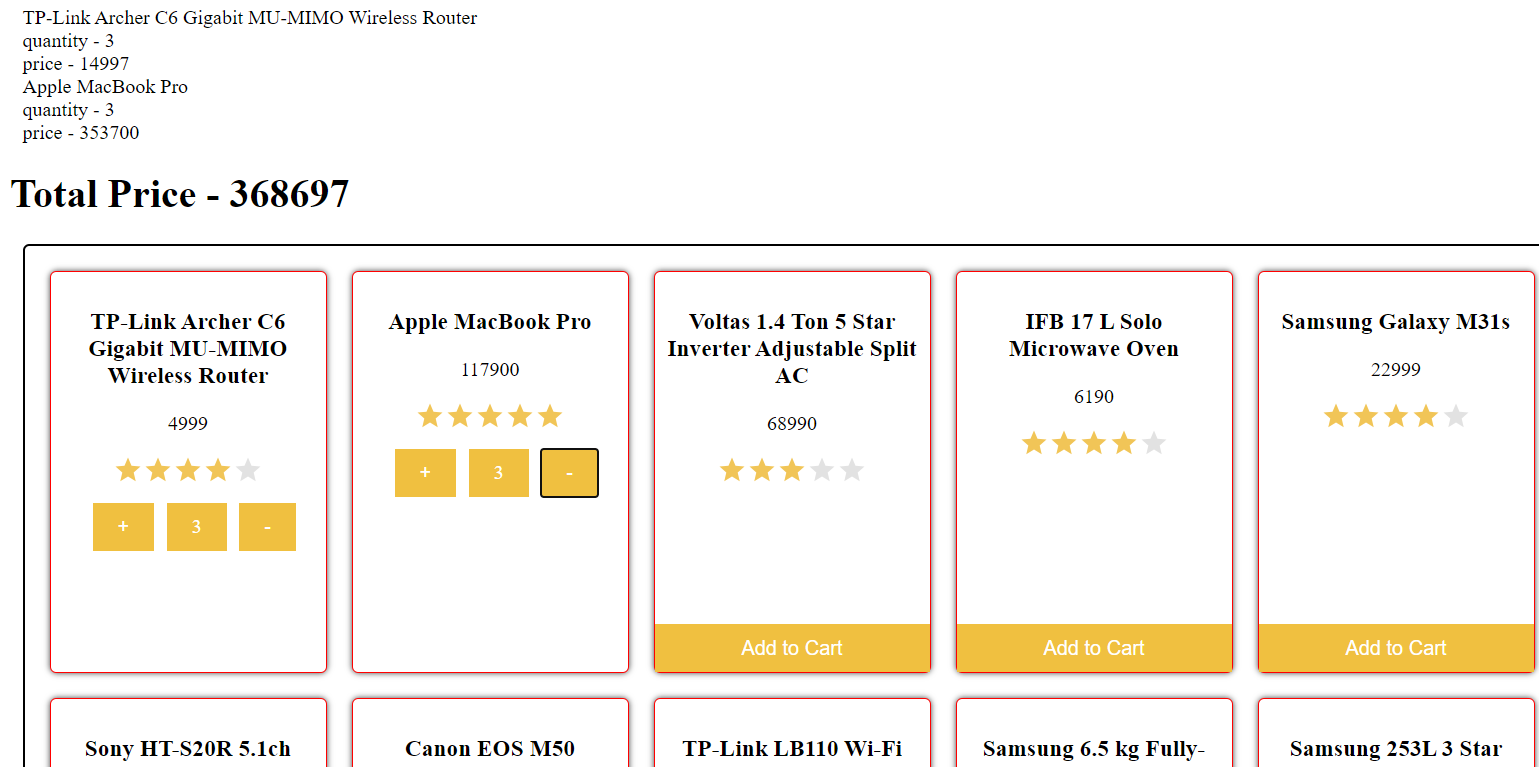 TP-Link Archer C6 Gigabit MU-MIMO Wireless Router
quantity - 3
price - 14997
Apple MacBook Pro
quantity - 3
price - 353700
Total Price - 368697
TP-Link Archer C6
Gigabit MU-MIMO
Wireless Router
4999
+ 3 -
Apple MacBook Pro
117900
+ 3 -
Voltas 1.4 Ton 5 Star
Inverter Adjustable Split
AC
68990
Add to Cart
IFB 17 L Solo
Microwave Oven
6190
Add to Cart
Samsung Galaxy M31s
22999
Add to Cart
Sony HT-S20R 5.1ch
Canon EOS M50
TP-Link LB110 Wi-Fi
Samsung 6.5 kg Fully-
Samsung 253L 3 Star